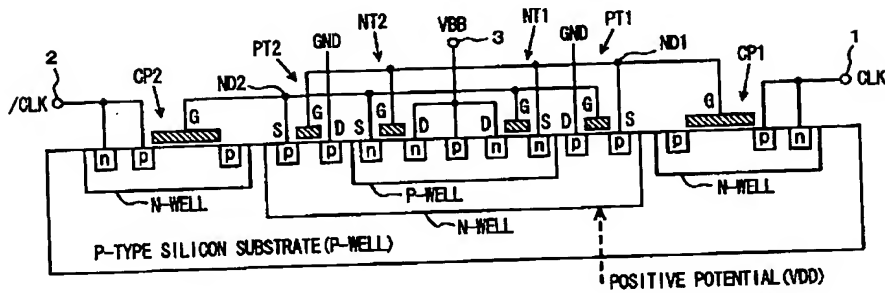 NT2 VBB NT1 PT1
PT2 GND 3 GND ND1 1
2 CP2 ND2 CP1
/CLK CLK
G G G G G G
S D S D D S D S
n p p p p n n p n n p p p p n
N-WELL P-WELL N-WELL
N-WELL
P-TYPE SILICON SUBSTRATE(P-WELL)
POSITIVE POTENTIAL(VDD)